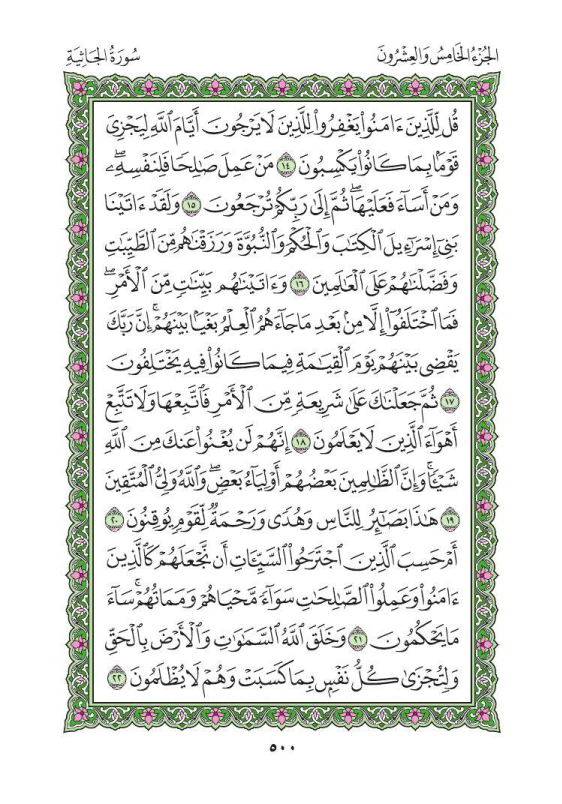 الجُزْءُ الخَامِسُ وَالعِشْرُونَ
سُورَةُ الجَاثِيَةِ
قُل لِّلَّذِينَ ءَامَنُواْ يَغْفِرُواْ لِلَّذِينَ لَا يَرْجُونَ أَيَّامَ ٱللَّهِ لِيَجْزِيَ
قَوْمَۢا بِمَا كَانُواْ يَكْسِبُونَ ١٤ مَنْ عَمِلَ صَٰلِحٗا فَلِنَفْسِهِۦۖ
وَمَنْ أَسَآءَ فَعَلَيْهَاۖ ثُمَّ إِلَىٰ رَبِّكُمْ تُرْجَعُونَ ١٥ وَلَقَدْ ءَاتَيْنَا
بَنِيٓ إِسْرَٰٓءِيلَ ٱلْكِتَٰبَ وَٱلْحُكْمَ وَٱلنُّبُوَّةَ وَرَزَقْنَٰهُم مِّنَ ٱلطَّيِّبَٰتِ
وَفَضَّلْنَٰهُمْ عَلَى ٱلْعَٰلَمِينَ ١٦ وَءَاتَيْنَٰهُم بَيِّنَٰتٖ مِّنَ ٱلْأَمْرِۖ
فَمَا ٱخْتَلَفُوٓاْ إِلَّا مِنۢ بَعْدِ مَا جَآءَهُمُ ٱلْعِلْمُ بَغْيَۢا بَيْنَهُمْۚ إِنَّ رَبَّكَ
يَقْضِي بَيْنَهُمْ يَوْمَ ٱلْقِيَٰمَةِ فِيمَا كَانُواْ فِيهِ يَخْتَلِفُونَ
١٧ ثُمَّ جَعَلْنَٰكَ عَلَىٰ شَرِيعَةٖ مِّنَ ٱلْأَمْرِ فَٱتَّبِعْهَا وَلَا تَتَّبِعْ
أَهْوَآءَ ٱلَّذِينَ لَا يَعْلَمُونَ ١٨ إِنَّهُمْ لَن يُغْنُواْ عَنكَ مِنَ ٱللَّهِ
شَيْـٔٗاۚ وَإِنَّ ٱلظَّٰلِمِينَ بَعْضُهُمْ أَوْلِيَآءُ بَعْضٖۖ وَٱللَّهُ وَلِيُّ ٱلْمُتَّقِينَ
١٩ هَٰذَا بَصَٰٓئِرُ لِلنَّاسِ وَهُدٗى وَرَحْمَةٞ لِّقَوْمٖ يُوقِنُونَ ٢٠
أَمْ حَسِبَ ٱلَّذِينَ ٱجْتَرَحُواْ ٱلسَّيِّـَٔاتِ أَن نَّجْعَلَهُمْ كَٱلَّذِينَ
ءَامَنُواْ وَعَمِلُواْ ٱلصَّٰلِحَٰتِ سَوَآءٗ مَّحْيَاهُمْ وَمَمَاتُهُمْۚ سَآءَ
مَا يَحْكُمُونَ ٢١ وَخَلَقَ ٱللَّهُ ٱلسَّمَٰوَٰتِ وَٱلْأَرْضَ بِٱلْحَقِّ
وَلِتُجْزَىٰ كُلُّ نَفْسِۭ بِمَا كَسَبَتْ وَهُمْ لَا يُظْلَمُونَ ٢٢
٥٠٠